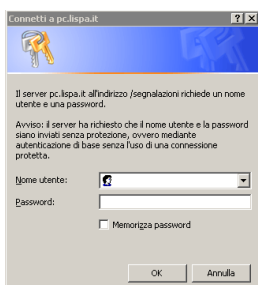 Connetti a pc.lispa.it
Il server pc.lispa.it all'indirizzo /segnalazioni richiede un nome
utente e una password.
Avviso: il server ha richiesto che il nome utente e la password
siano inviati senza protezione, ovvero mediante
autenticazione di base senza l'uso di una connessione
protetta.
Nome utente:
Password:
Memorizza password
OK
Annulla